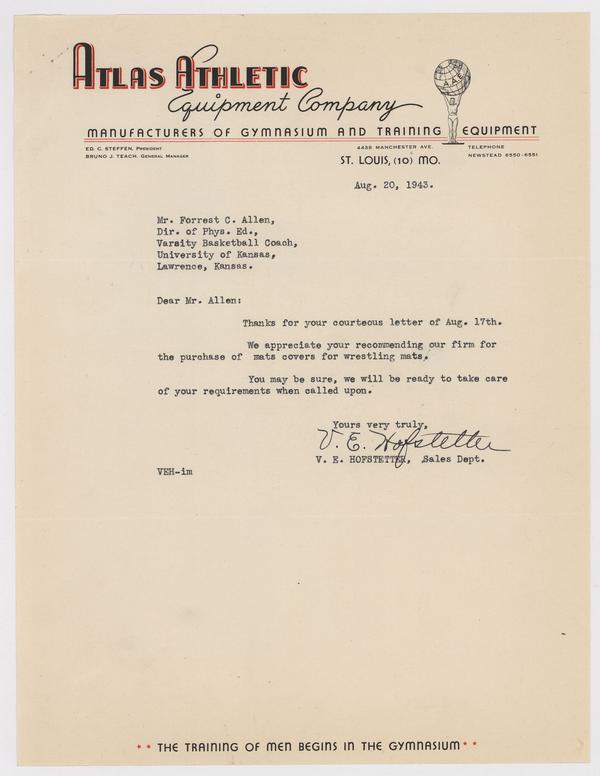 ATLAS ATHLETIC
Equipment Company
A.A.E.
MANUFACTURERS OF GYMNASIUM AND TRAINING EQUIPMENT
ED. C. STEFFEN, PRESIDENT
BRUNO J. TEACH, GENERAL MANAGER
4439 MANCHESTER AVE.
ST. LOUIS, (10) MO.
TELEPHONE
NEWSTEAD 6550-6551
Aug. 20, 1943.
Mr. Forrest C. Allen,
Dir. of Phys. Ed.,
Varsity Basketball Coach,
University of Kansas,
Lawrence, Kansas.
Dear Mr. Allen:
Thanks for your courteous letter of Aug. 17th.
We appreciate your recommending our firm for
the purchase of mats covers for wrestling mats.
You may be sure, we will be ready to take care
of your requirements when called upon.
Yours very truly,
V. E. Hofstetter
V. E. HOFSTETTER, Sales Dept.
VEH-im
** THE TRAINING OF MEN BEGINS IN THE GYMNASIUM **